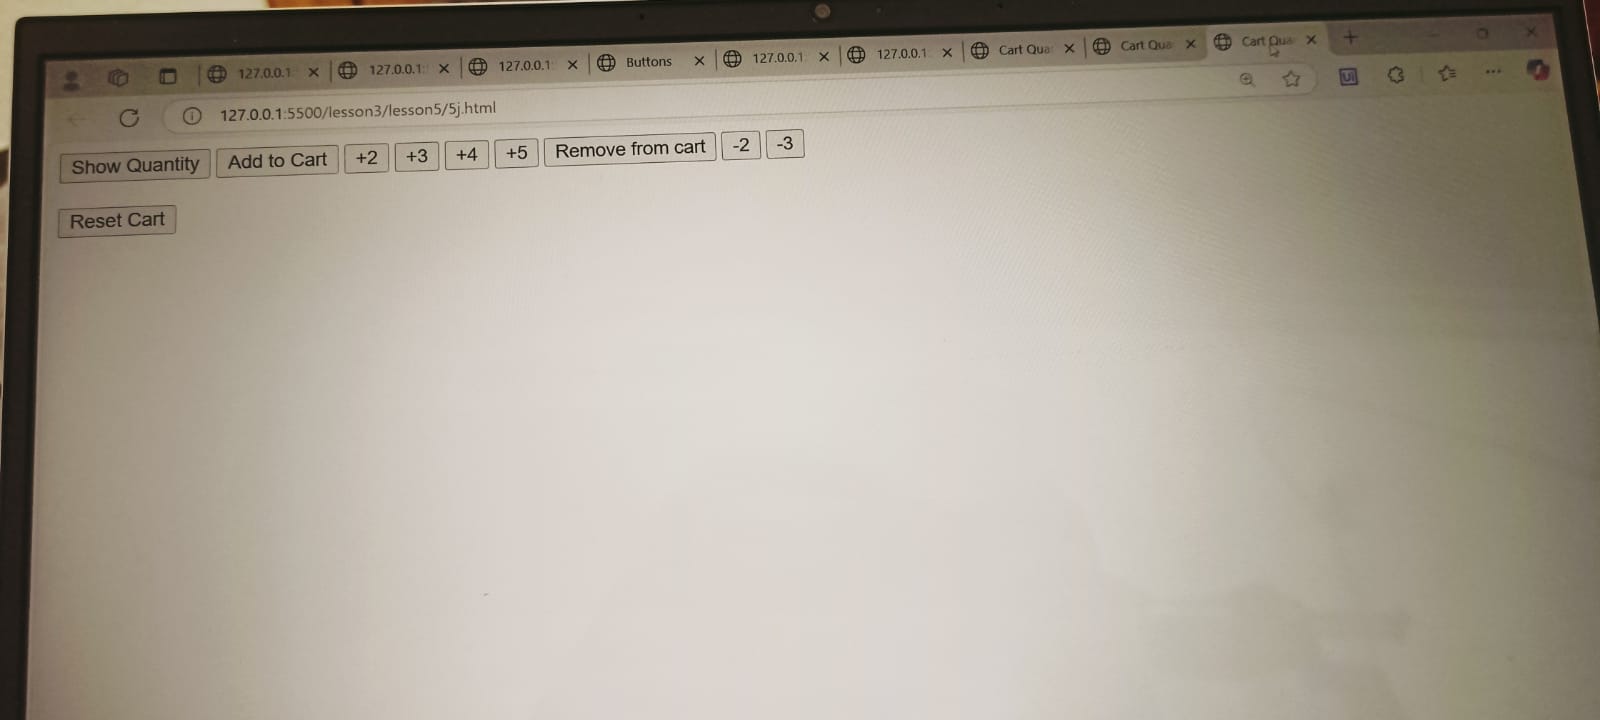 127.0.0.1 127.0.0.1: 127.0.0.1: Buttons 127.0.0.1 127.0.0.1 Cart Qua Cart Qua Cart Qua
127.0.0.1:5500/lesson3/lesson5/5j.html
Show Quantity Add to Cart +2 +3 +4 +5 Remove from cart -2 -3
Reset Cart